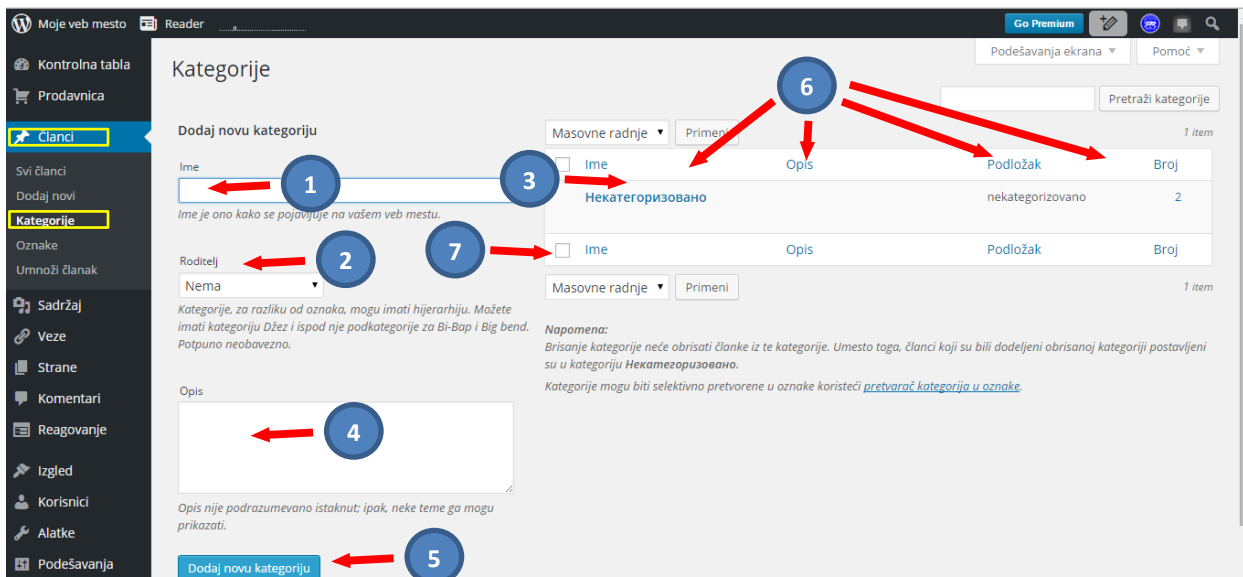 Moje veb mesto Reader Go Premium
Podešavanja ekrana ▼ Pomoć ▼
Kontrolna tabla
Prodavnica
Članci
Svi članci
Dodaj novi
Kategorije
Oznake
Umnoži članak
Sadržaj
Veze
Strane
Komentari
Reagovanje
Izgled
Korisnici
Alatke
Podešavanja
Kategorije
Dodaj novu kategoriju
Ime
1
Ime je ono kako se pojavljuje na vašem veb mestu.
Roditelj
2
Nema ▼
Kategorije, za razliku od oznaka, mogu imati hijerarhiju. Možete
imati kategoriju Džez i ispod nje podkategorije za Bi-Bap i Big bend.
Potpuno neobavezno.
Opis
4
Opis nije podrazumevano istaknut; ipak, neke teme ga mogu
prikazati.
Dodaj novu kategoriju
5
6
Pretraži kategorije
Masovne radnje ▼ Primeni 1 item
Ime Opis Podložak Broj
3
Некатегоризовано nekategorizovano 2
7
Ime Opis Podložak Broj
Masovne radnje ▼ Primeni 1 item
Napomena:
Brisanje kategorije neće obrisati članke iz te kategorije. Umesto toga, članci koji su bili dodeljeni obrisanoj kategoriji postavljeni
su u kategoriju Некатегоризовано.
Kategorije mogu biti selektivno pretvorene u oznake koristeći pretvarač kategorija u oznake.